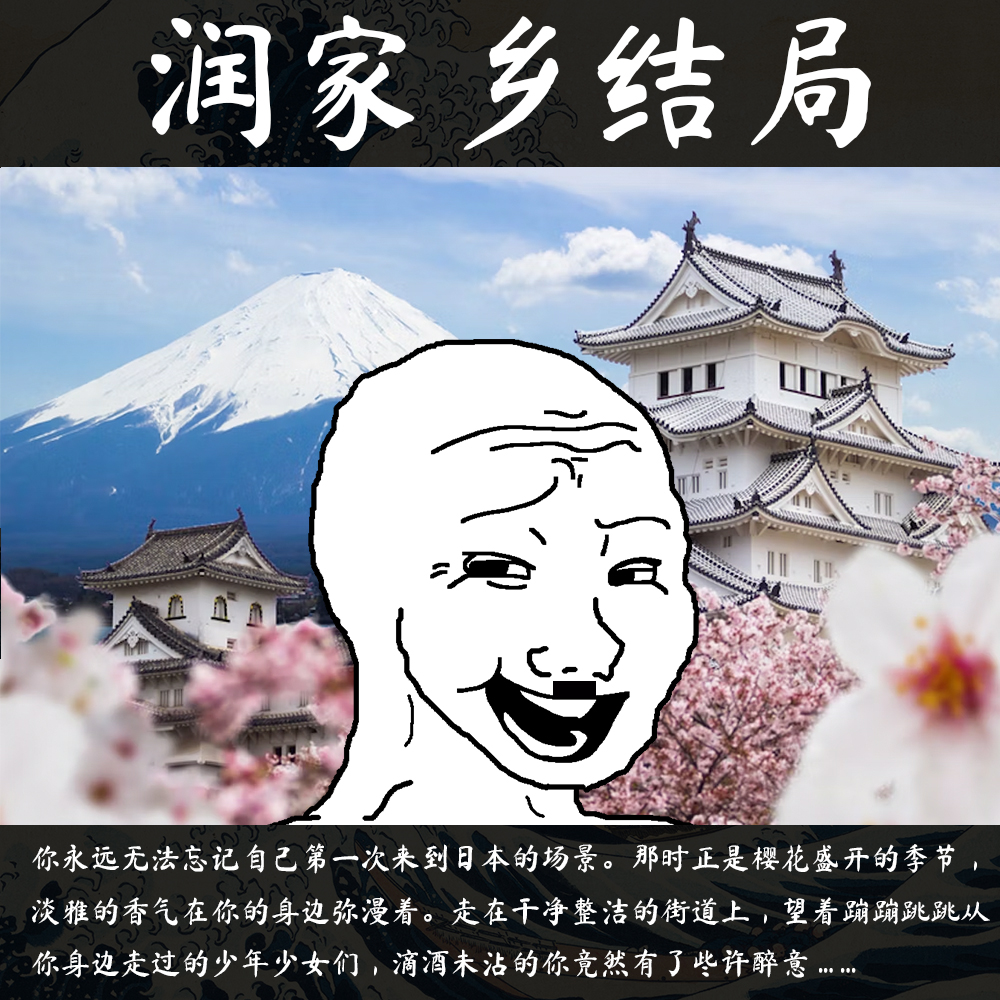 润家乡结局
你永远无法忘记自己第一次来到日本的场景。那时正是樱花盛开的季节，
淡雅的香气在你的身边弥漫着。走在干净整洁的街道上，望着蹦蹦跳跳从
你身边走过的少年少女们，滴酒未沾的你竟然有了些许醉意……